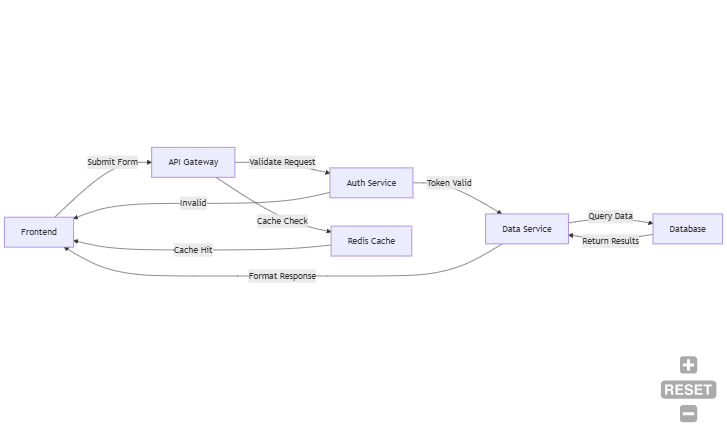 Submit Form
API Gateway
Validate Request
Auth Service
Token Valid
Invalid
Cache Check
Frontend
Redis Cache
Cache Hit
Format Response
Data Service
Query Data
Return Results
Database
+
RESET
−